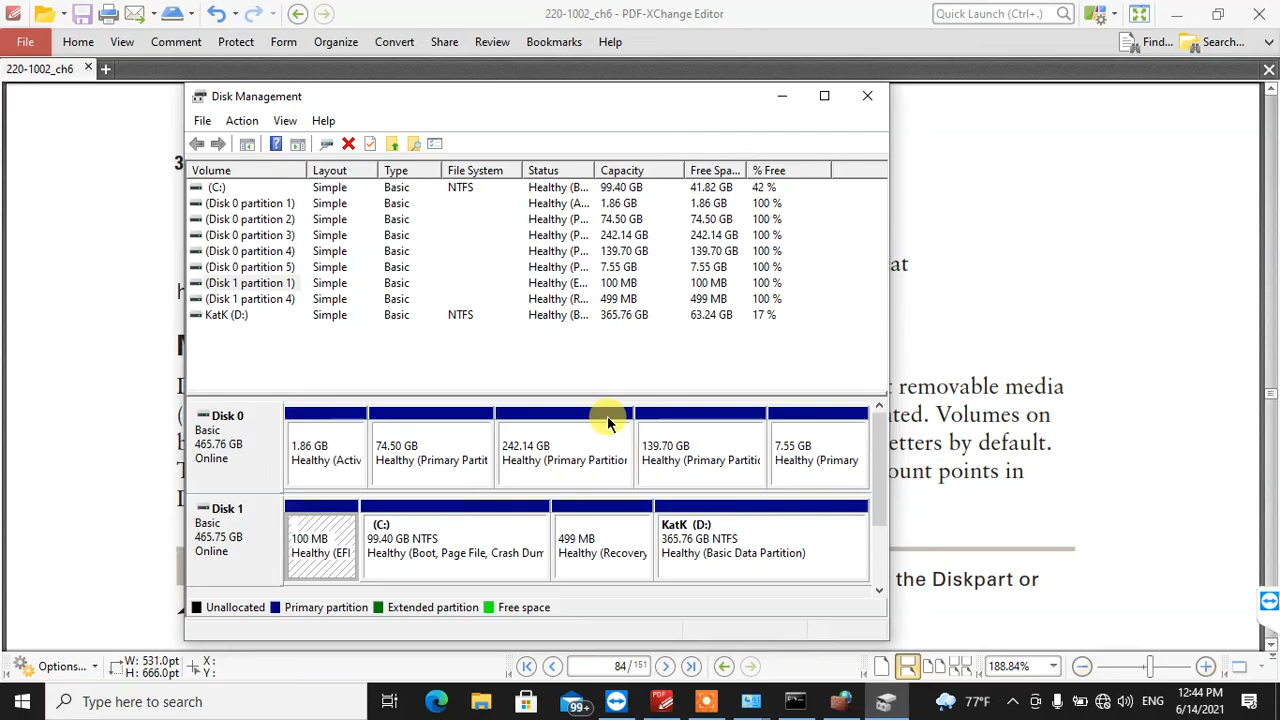 220-1002_ch6 - PDF-XChange Editor
Quick Launch (Ctrl+.)
File Home View Comment Protect Form Organize Convert Share Review Bookmarks Help
Find... Search...
220-1002_ch6
Disk Management
File Action View Help
Volume Layout Type File System Status Capacity Free Spa... % Free
(C:) Simple Basic NTFS Healthy (B... 99.40 GB 41.82 GB 42 %
(Disk 0 partition 1) Simple Basic Healthy (A... 1.86 GB 1.86 GB 100 %
(Disk 0 partition 2) Simple Basic Healthy (P... 74.50 GB 74.50 GB 100 %
(Disk 0 partition 3) Simple Basic Healthy (P... 242.14 GB 242.14 GB 100 %
(Disk 0 partition 4) Simple Basic Healthy (P... 139.70 GB 139.70 GB 100 %
(Disk 0 partition 5) Simple Basic Healthy (P... 7.55 GB 7.55 GB 100 %
(Disk 1 partition 1) Simple Basic Healthy (E... 100 MB 100 MB 100 %
(Disk 1 partition 4) Simple Basic Healthy (R... 499 MB 499 MB 100 %
KatK (D:) Simple Basic NTFS Healthy (B... 365.76 GB 63.24 GB 17 %
3
at
removable media
ted. Volumes on
etters by default.
ount points in
the Diskpart or
Disk 0
Basic
465.76 GB
Online
1.86 GB 74.50 GB 242.14 GB 139.70 GB 7.55 GB
Healthy (Activ Healthy (Primary Partit Healthy (Primary Partition Healthy (Primary Partitic Healthy (Primary
Disk 1
Basic
465.75 GB
Online
(C:) KatK (D:)
100 MB 99.40 GB NTFS 499 MB 365.76 GB NTFS
Healthy (EFI Healthy (Boot, Page File, Crash Dum Healthy (Recovery Healthy (Basic Data Partition)
Unallocated Primary partition Extended partition Free space
Options... W: 531.0pt H: 666.0pt X: Y: 84 / 151 188.84%
Type here to search
99+
PDF
77°F
ENG
12:44 PM
6/14/2021